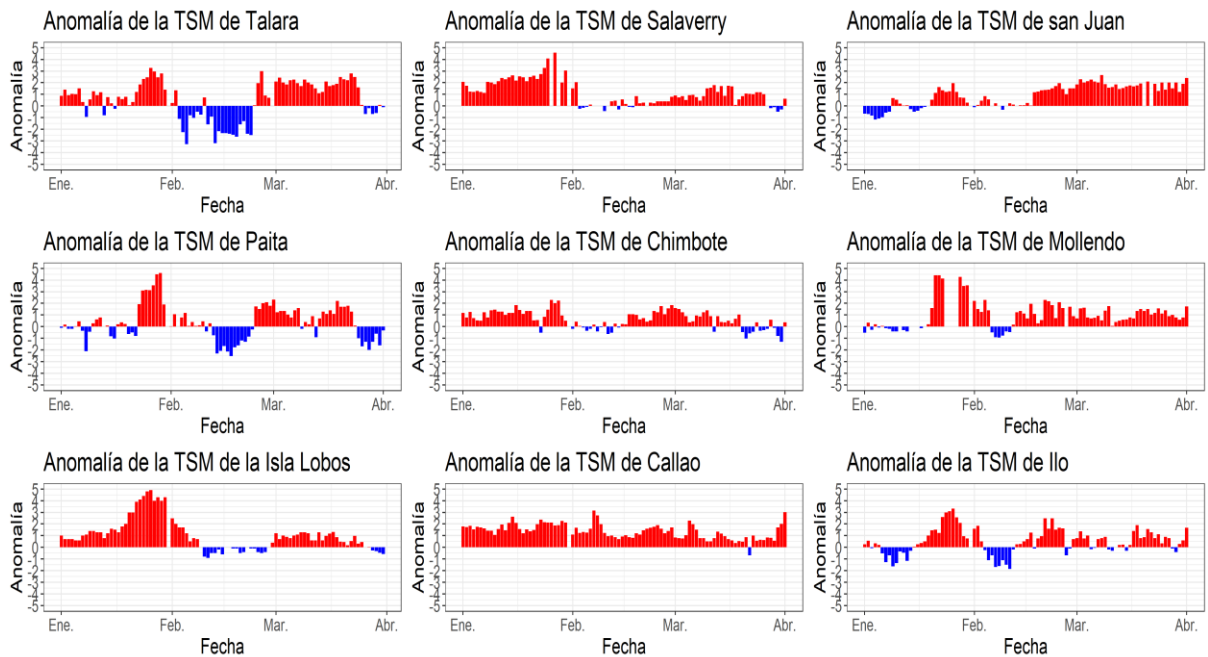 Anomalía de la TSM de Talara
Anomalía
5
4
3
2
1
0
-1
-2
-3
-4
-5
Ene. Feb. Mar. Abr.
Fecha
Anomalía de la TSM de Salaverry
Anomalía
5
4
3
2
1
0
-1
-2
-3
-4
-5
Ene. Feb. Mar. Abr.
Fecha
Anomalía de la TSM de san Juan
Anomalía
5
4
3
2
1
0
-1
-2
-3
-4
-5
Ene. Feb. Mar. Abr.
Fecha
Anomalía de la TSM de Paita
Anomalía
5
4
3
2
1
0
-1
-2
-3
-4
-5
Ene. Feb. Mar. Abr.
Fecha
Anomalía de la TSM de Chimbote
Anomalía
5
4
3
2
1
0
-1
-2
-3
-4
-5
Ene. Feb. Mar. Abr.
Fecha
Anomalía de la TSM de Mollendo
Anomalía
5
4
3
2
1
0
-1
-2
-3
-4
-5
Ene. Feb. Mar. Abr.
Fecha
Anomalía de la TSM de la Isla Lobos
Anomalía
5
4
3
2
1
0
-1
-2
-3
-4
-5
Ene. Feb. Mar. Abr.
Fecha
Anomalía de la TSM de Callao
Anomalía
5
4
3
2
1
0
-1
-2
-3
-4
-5
Ene. Feb. Mar. Abr.
Fecha
Anomalía de la TSM de Ilo
Anomalía
5
4
3
2
1
0
-1
-2
-3
-4
-5
Ene. Feb. Mar. Abr.
Fecha